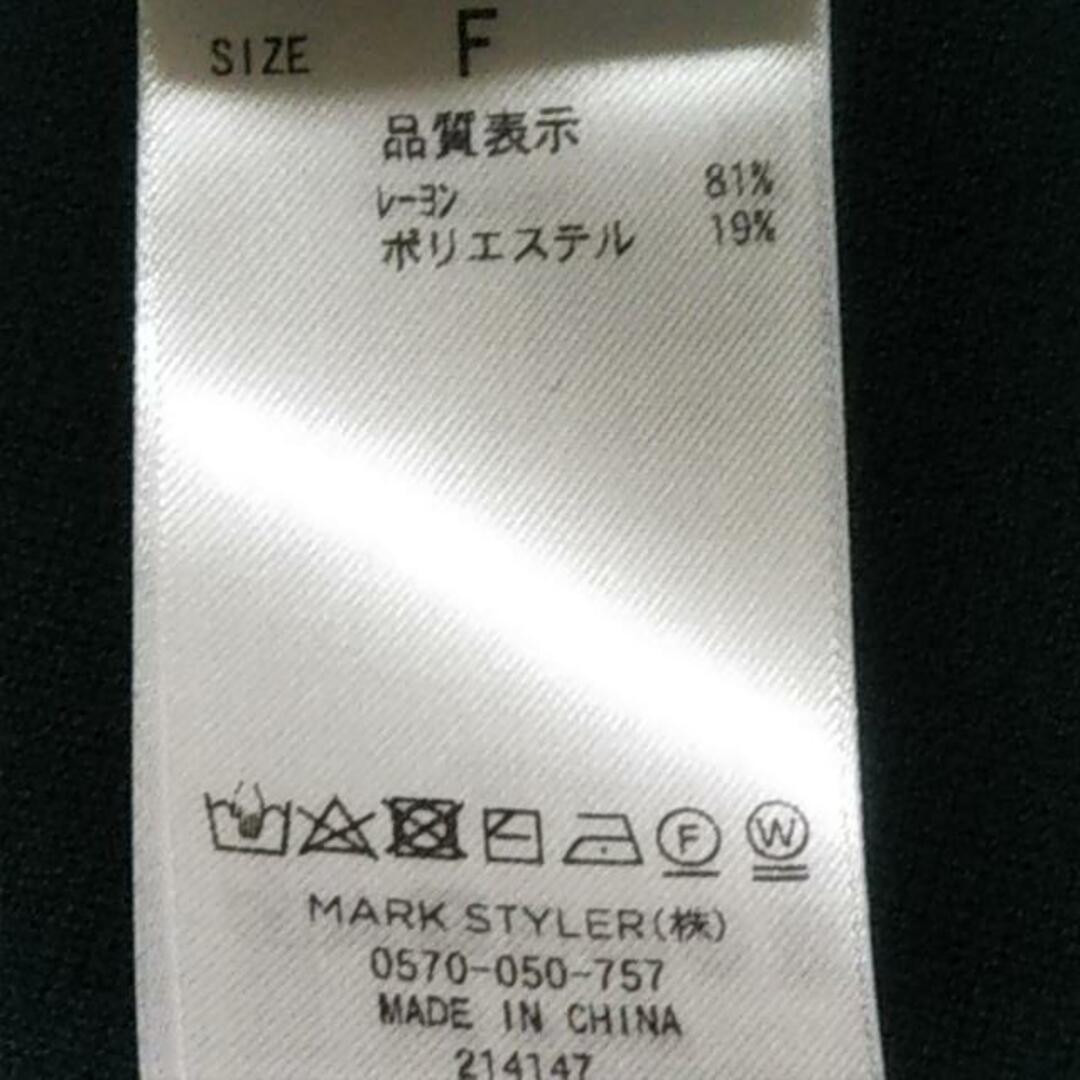 SIZE F
品質表示
レーヨン 81%
ポリエステル 19%
F W
MARK STYLER(株)
0570-050-757
MADE IN CHINA
214147